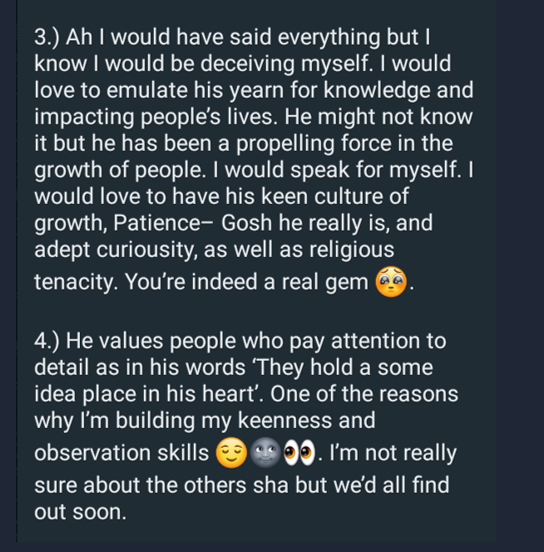 3.) Ah I would have said everything but I
know I would be deceiving myself. I would
love to emulate his yearn for knowledge and
impacting people’s lives. He might not know
it but he has been a propelling force in the
growth of people. I would speak for myself. I
would love to have his keen culture of
growth, Patience– Gosh he really is, and
adept curiousity, as well as religious
tenacity. You’re indeed a real gem 🥹.
4.) He values people who pay attention to
detail as in his words ‘They hold a some
idea place in his heart’. One of the reasons
why I’m building my keenness and
observation skills 😌🌚👀. I’m not really
sure about the others sha but we’d all find
out soon.